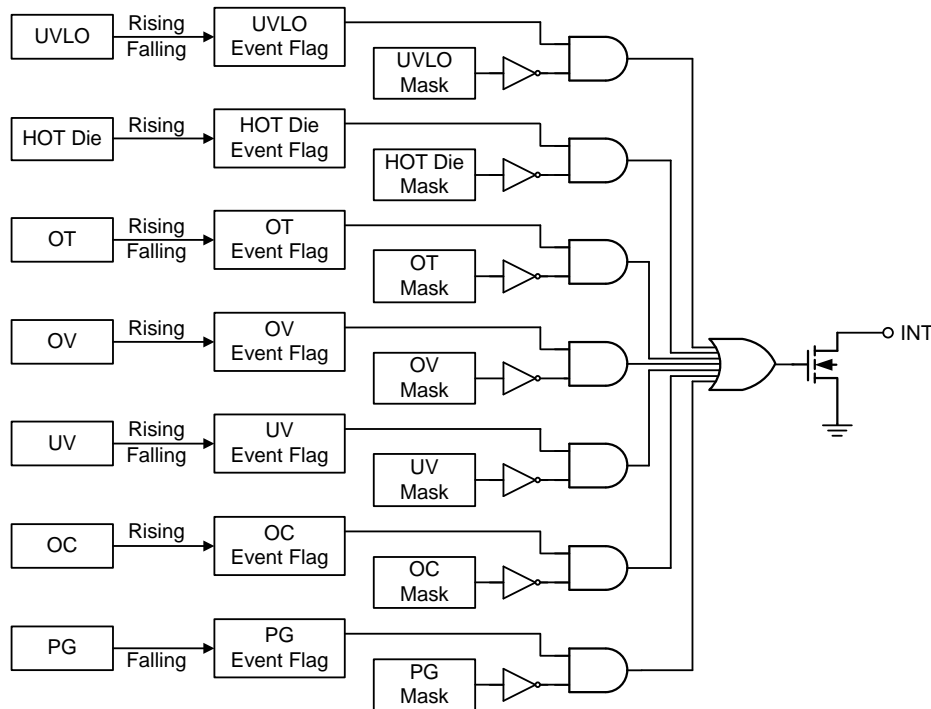 UVLO
Rising
Falling
UVLO
Event Flag
UVLO
Mask
HOT Die
Rising
HOT Die
Event Flag
HOT Die
Mask
OT
Rising
Falling
OT
Event Flag
OT
Mask
OV
Rising
OV
Event Flag
OV
Mask
INT
UV
Rising
Falling
UV
Event Flag
UV
Mask
OC
Rising
OC
Event Flag
OC
Mask
PG
Falling
PG
Event Flag
PG
Mask